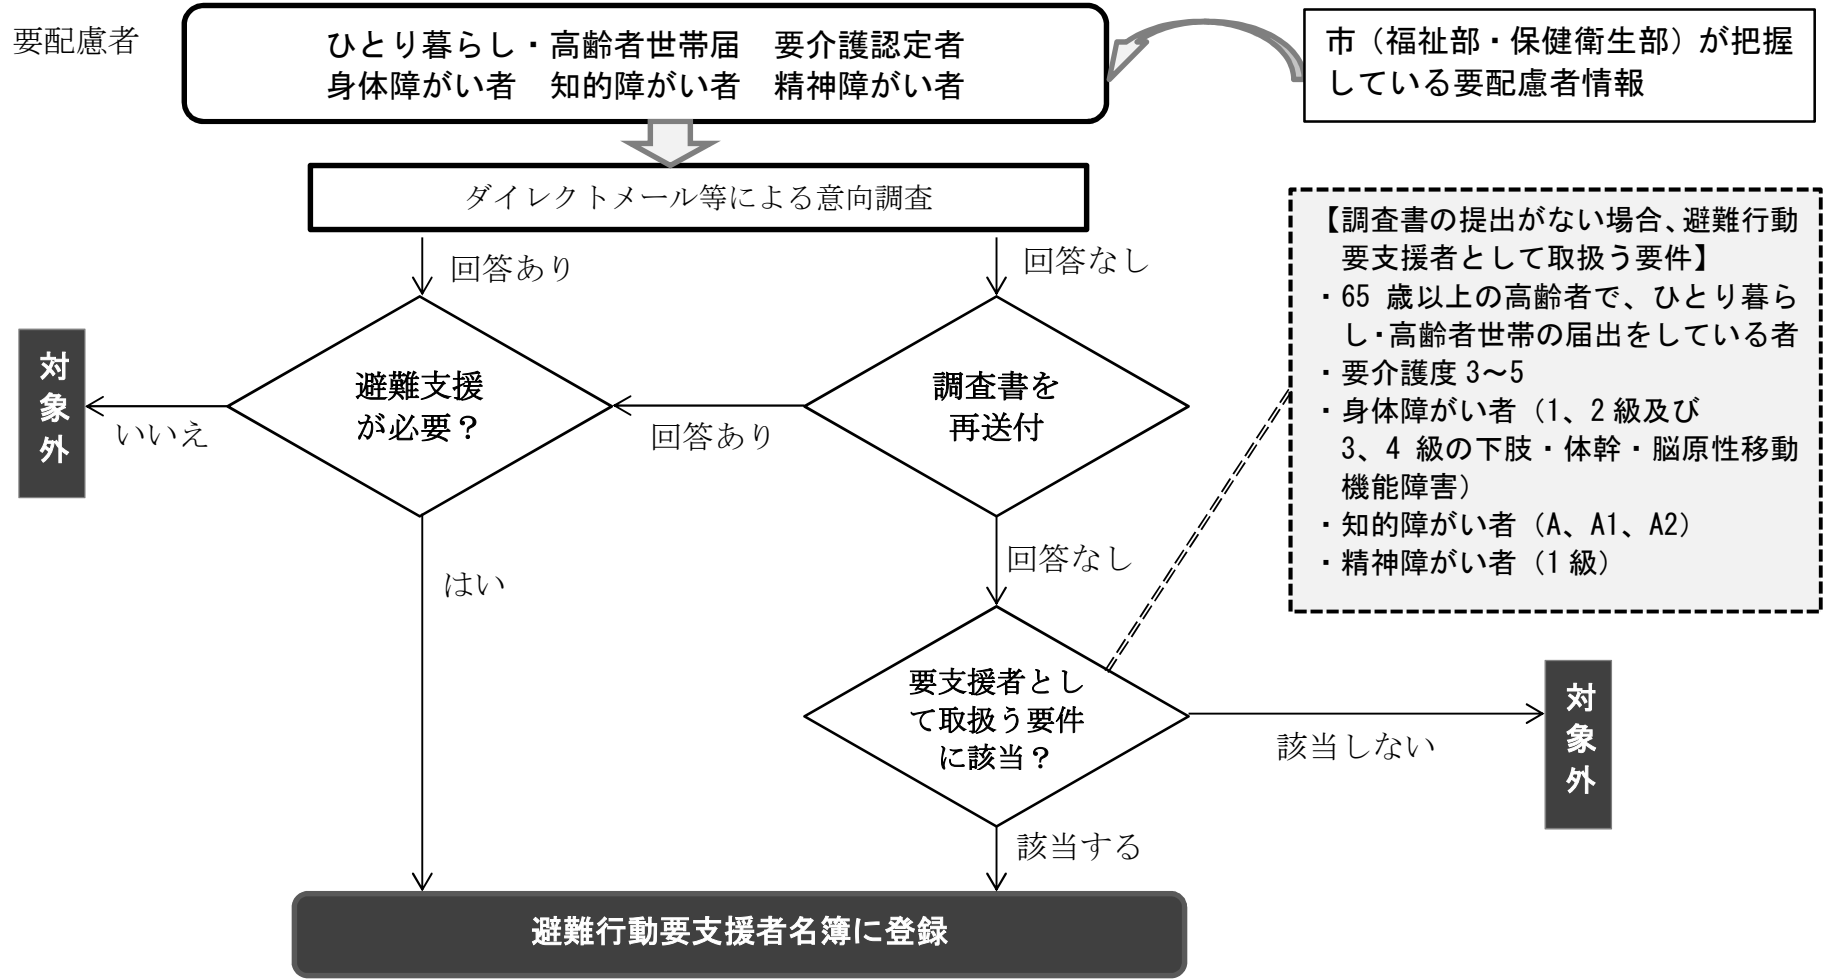 要配慮者
ひとり暮らし・高齢者世帯届　要介護認定者
身体障がい者　知的障がい者　精神障がい者
市（福祉部・保健衛生部）が把握
している要配慮者情報
ダイレクトメール等による意向調査
回答あり
回答なし
【調査書の提出がない場合、避難行動
要支援者として取扱う要件】
・65 歳以上の高齢者で、ひとり暮ら
し・高齢者世帯の届出をしている者
・要介護度 3～5
・身体障がい者（1、2 級及び
3、4 級の下肢・体幹・脳原性移動
機能障害）
・知的障がい者（A、A1、A2）
・精神障がい者（1 級）
対象外
いいえ
避難支援
が必要？
回答あり
調査書を
再送付
はい
回答なし
要支援者とし
て取扱う要件
に該当？
該当しない
対象外
該当する
避難行動要支援者名簿に登録